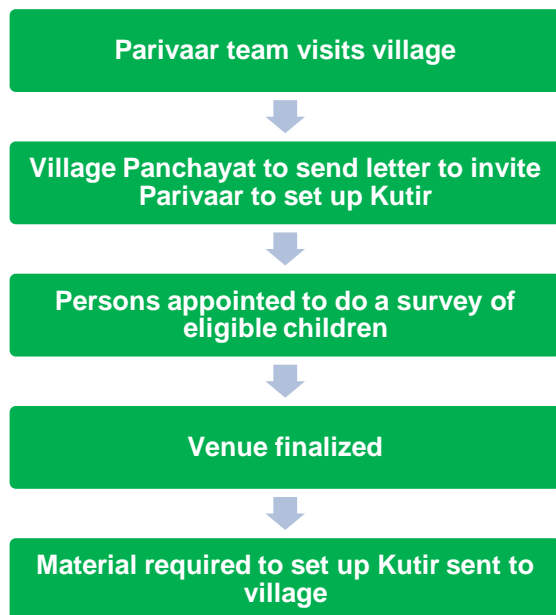 Parivaar team visits village
Village Panchayat to send letter to invite
Parivaar to set up Kutir
Persons appointed to do a survey of
eligible children
Venue finalized
Material required to set up Kutir sent to
village